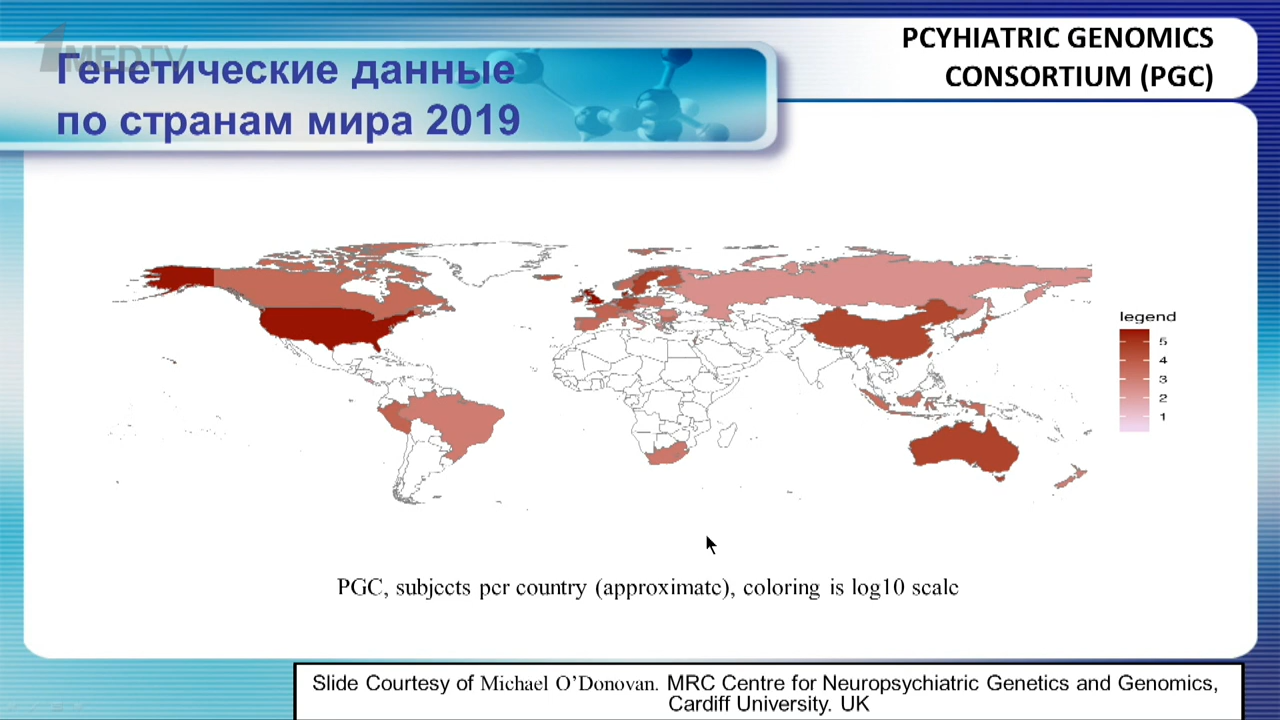 1MEDTV
Генетические данные
по странам мира 2019
PCYHIATRIC GENOMICS
CONSORTIUM (PGC)
legend
5
4
3
2
1
PGC, subjects per country (approximate), coloring is log10 scale
Slide Courtesy of Michael O’Donovan. MRC Centre for Neuropsychiatric Genetics and Genomics,
Cardiff University. UK